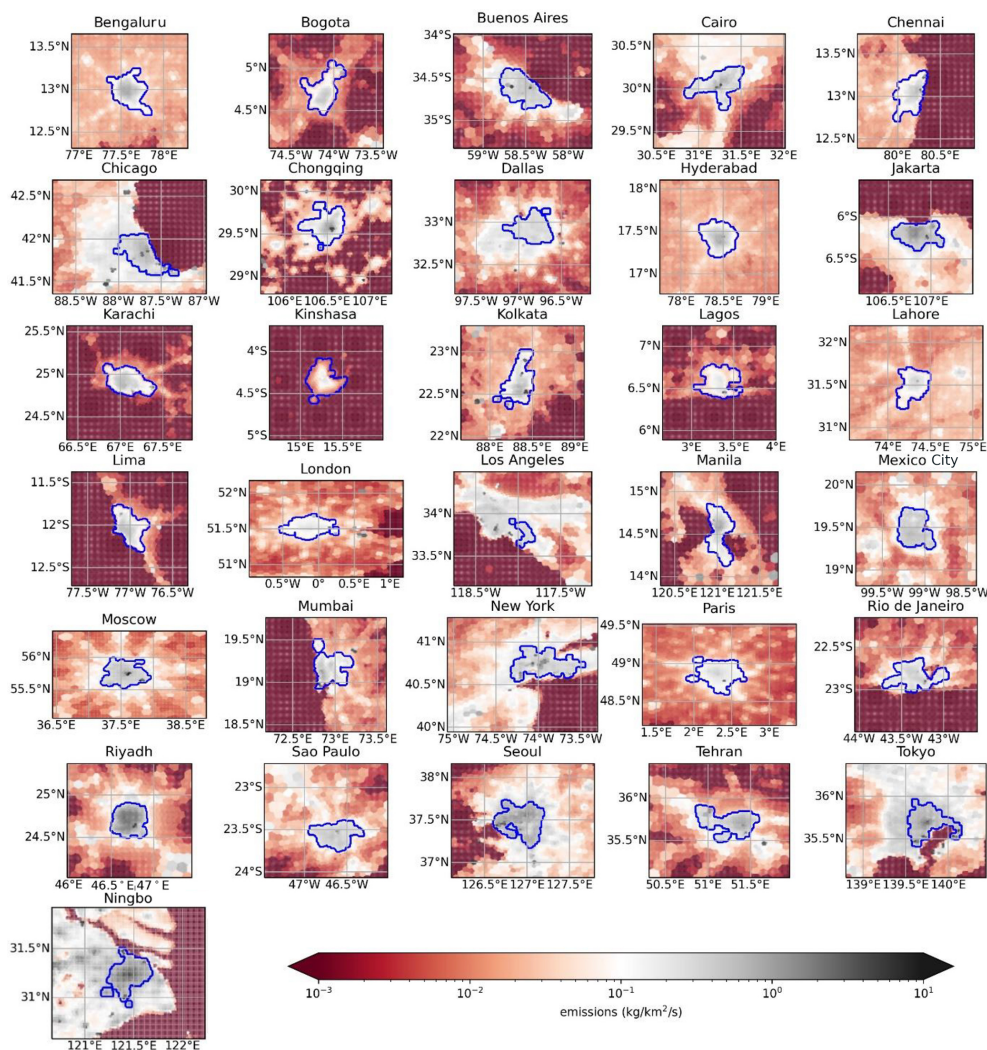 Bengaluru Bogota Buenos Aires Cairo Chennai
13.5°N 13°N 12.5°N 77°E 77.5°E 78°E
5°N 4.5°N 74.5°W 74°W 73.5°W
34°S 34.5°S 35°S 59°W 58.5°W 58°W
30.5°N 30°N 29.5°N 30.5°E 31°E 31.5°E 32°E
13.5°N 13°N 12.5°N 80°E 80.5°E
Chicago Chongqing Dallas Hyderabad Jakarta
42.5°N 42°N 41.5°N 88.5°W 88°W 87.5°W 87°W
30°N 29.5°N 29°N 106°E 106.5°E 107°E
33°N 32.5°N 97.5°W 97°W 96.5°W
18°N 17.5°N 17°N 78°E 78.5°E 79°E
6°S 6.5°S 106.5°E 107°E
Karachi Kinshasa Kolkata Lagos Lahore
25.5°N 25°N 24.5°N 66.5°E 67°E 67.5°E
4°S 4.5°S 5°S 15°E 15.5°E
23°N 22.5°N 22°N 88°E 88.5°E 89°E
7°N 6.5°N 6°N 3°E 3.5°E 4°E
32°N 31.5°N 31°N 74°E 74.5°E 75°E
Lima London Los Angeles Manila Mexico City
11.5°S 12°S 12.5°S 77.5°W 77°W 76.5°W
52°N 51.5°N 51°N 0.5°W 0° 0.5°E 1°E
34°N 33.5°N 118.5°W 117.5°W
15°N 14.5°N 14°N 120.5°E 121°E 121.5°E
20°N 19.5°N 19°N 99.5°W 99°W 98.5°W
Moscow Mumbai New York Paris Rio de Janeiro
56°N 55.5°N 36.5°E 37.5°E 38.5°E
19.5°N 19°N 18.5°N 72.5°E 73°E 73.5°E
41°N 40.5°N 40°N 75°W 74.5°W 74°W 73.5°W
49.5°N 49°N 48.5°N 1.5°E 2°E 2.5°E 3°E
22.5°S 23°S 44°W 43.5°W 43°W
Riyadh Sao Paulo Seoul Tehran Tokyo
25°N 24.5°N 46°E 46.5°E 47°E
23°S 23.5°S 24°S 47°W 46.5°W
38°N 37.5°N 37°N 126.5°E 127°E 127.5°E
36°N 35.5°N 50.5°E 51°E 51.5°E
36°N 35.5°N 139°E 139.5°E 140°E
Ningbo
31.5°N 31°N 121°E 121.5°E 122°E
10⁻³ 10⁻² 10⁻¹ 10⁰ 10¹
emissions (kg/km²/s)